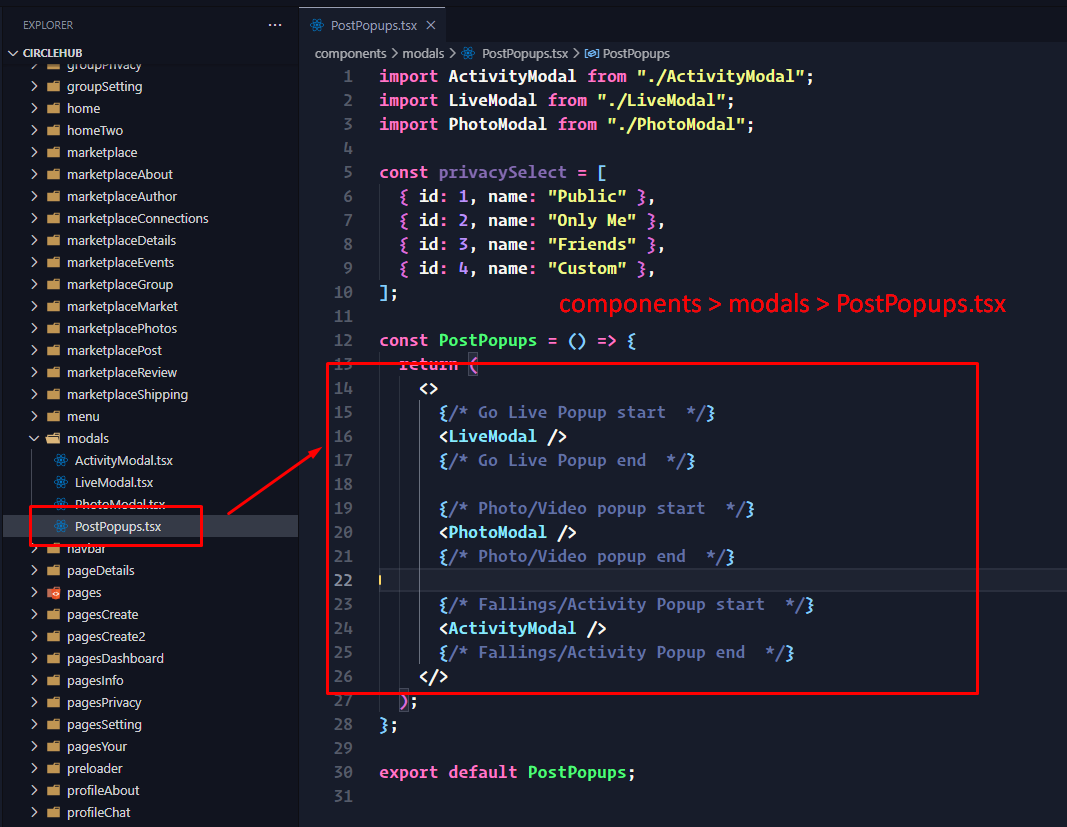 EXPLORER
···
CIRCLEHUB
groupPrivacy
groupSetting
home
homeTwo
marketplace
marketplaceAbout
marketplaceAuthor
marketplaceConnections
marketplaceDetails
marketplaceEvents
marketplaceGroup
marketplaceMarket
marketplacePhotos
marketplacePost
marketplaceReview
marketplaceShipping
menu
modals
ActivityModal.tsx
LiveModal.tsx
PhotoModal.tsx
PostPopups.tsx
navbar
pageDetails
pages
pagesCreate
pagesCreate2
pagesDashboard
pagesInfo
pagesPrivacy
pagesSetting
pagesYour
preloader
profileAbout
profileChat
PostPopups.tsx ×
components > modals > PostPopups.tsx > PostPopups
1 import ActivityModal from "./ActivityModal";
2 import LiveModal from "./LiveModal";
3 import PhotoModal from "./PhotoModal";
4
5 const privacySelect = [
6 { id: 1, name: "Public" },
7 { id: 2, name: "Only Me" },
8 { id: 3, name: "Friends" },
9 { id: 4, name: "Custom" },
10 ];
components > modals > PostPopups.tsx
11
12 const PostPopups = () => {
13 return (
14 <>
15 {/* Go Live Popup start  */}
16 <LiveModal />
17 {/* Go Live Popup end  */}
18
19 {/* Photo/Video popup start  */}
20 <PhotoModal />
21 {/* Photo/Video popup end  */}
22
23 {/* Fallings/Activity Popup start  */}
24 <ActivityModal />
25 {/* Fallings/Activity Popup end  */}
26 </>
27 );
28 };
29
30 export default PostPopups;
31